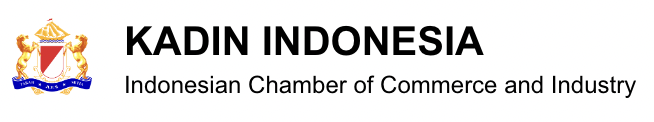 KADIN INDONESIA
Indonesian Chamber of Commerce and Industry